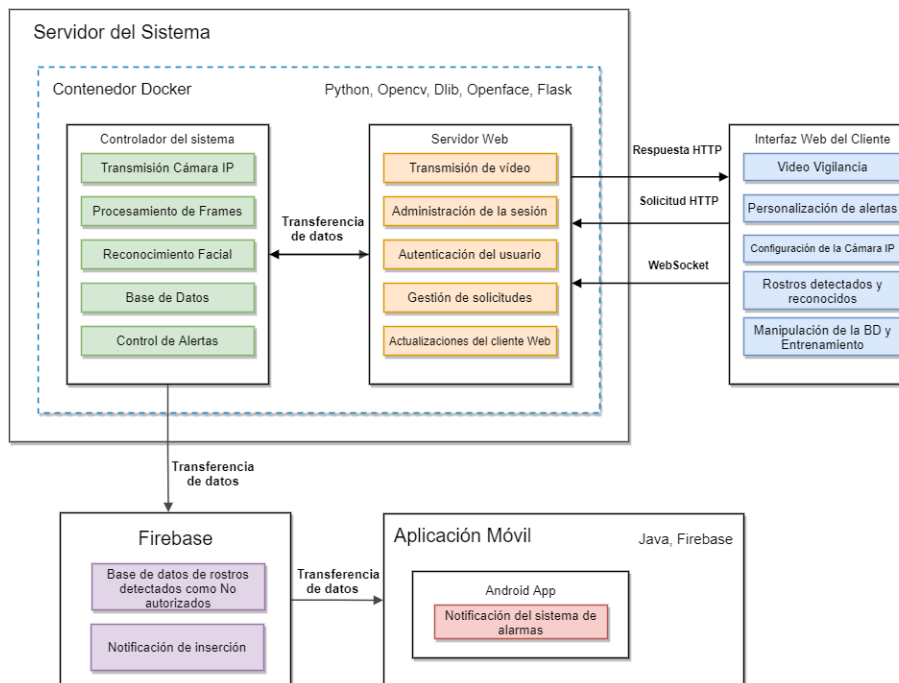 Servidor del Sistema
Contenedor Docker
Python, Opencv, Dlib, Openface, Flask
Controlador del sistema
Transmisión Cámara IP
Procesamiento de Frames
Reconocimiento Facial
Base de Datos
Control de Alertas
Transferencia
de datos
Servidor Web
Transmisión de vídeo
Administración de la sesión
Autenticación del usuario
Gestión de solicitudes
Actualizaciones del cliente Web
Respuesta HTTP
Solicitud HTTP
WebSocket
Interfaz Web del Cliente
Video Vigilancia
Personalización de alertas
Configuración de la Cámara IP
Rostros detectados y
reconocidos
Manipulación de la BD y
Entrenamiento
Transferencia
de datos
Firebase
Base de datos de rostros
detectados como No
autorizados
Notificación de inserción
Transferencia
de datos
Aplicación Móvil
Java, Firebase
Android App
Notificación del sistema de
alarmas